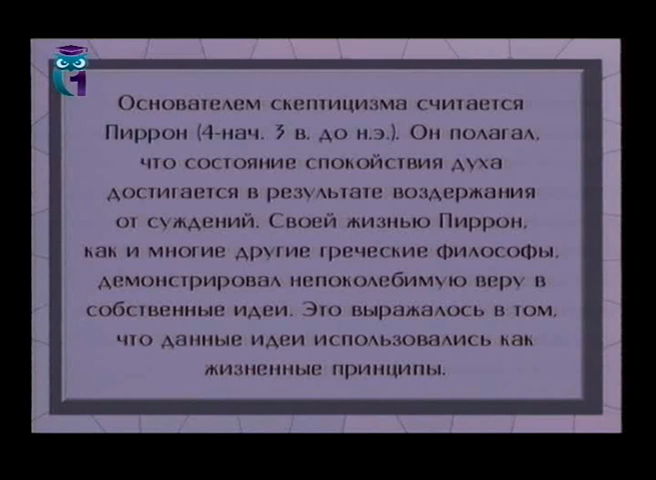 1
Основателем скептицизма считается
Пиррон (4-нач. 3 в. до н.э.). Он полагал,
что состояние спокойствия духа
достигается в результате воздержания
от суждений. Своей жизнью Пиррон,
как и многие другие греческие философы,
демонстрировал непоколебимую веру в
собственные идеи. Это выражалось в том,
что данные идеи использовались как
жизненные принципы.